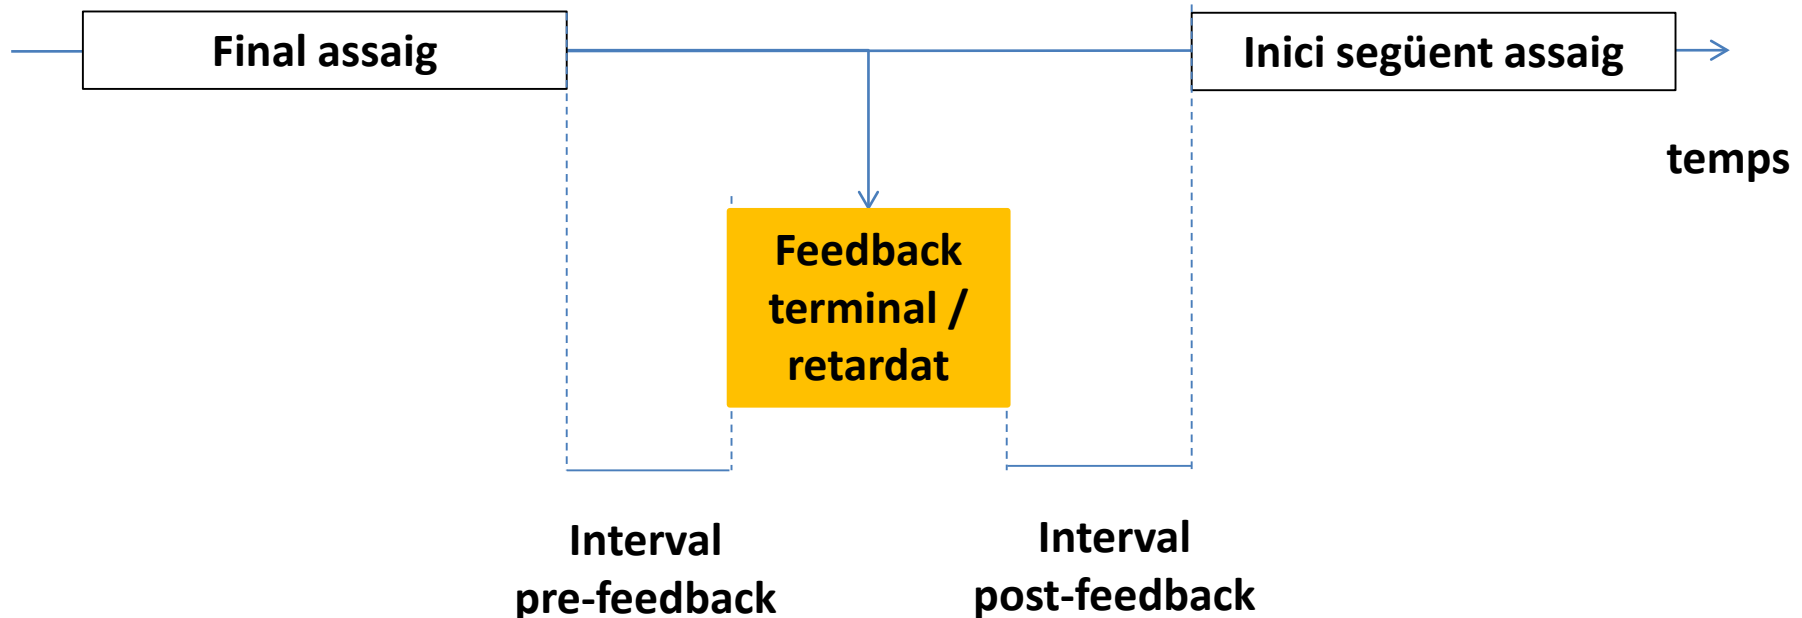 Final assaig
Inici següent assaig
temps
Feedback
terminal /
retardat
Interval
pre-feedback
Interval
post-feedback